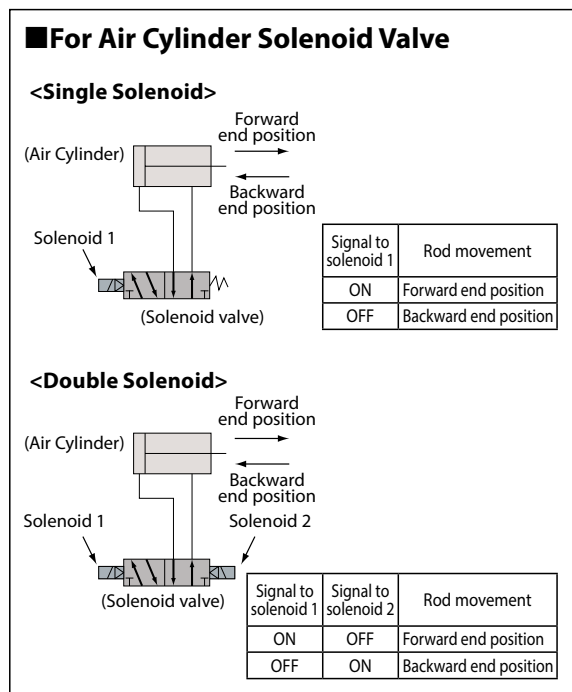 ■For Air Cylinder Solenoid Valve
<Single Solenoid>
Forward
end position
(Air Cylinder)
Backward
end position
Solenoid 1
(Solenoid valve)
Signal to
solenoid 1
Rod movement
ON Forward end position
OFF Backward end position
<Double Solenoid>
Forward
end position
(Air Cylinder)
Backward
end position
Solenoid 1
Solenoid 2
(Solenoid valve)
Signal to
solenoid 1
Signal to
solenoid 2
Rod movement
ON OFF Forward end position
OFF ON Backward end position